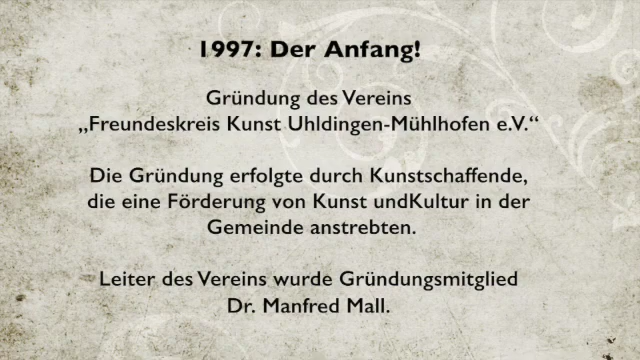 1997: Der Anfang!
Gründung des Vereins
„Freundeskreis Kunst Uhldingen-Mühlhofen e.V.“
Die Gründung erfolgte durch Kunstschaffende,
die eine Förderung von Kunst undKultur in der
Gemeinde anstrebten.
Leiter des Vereins wurde Gründungsmitglied
Dr. Manfred Mall.